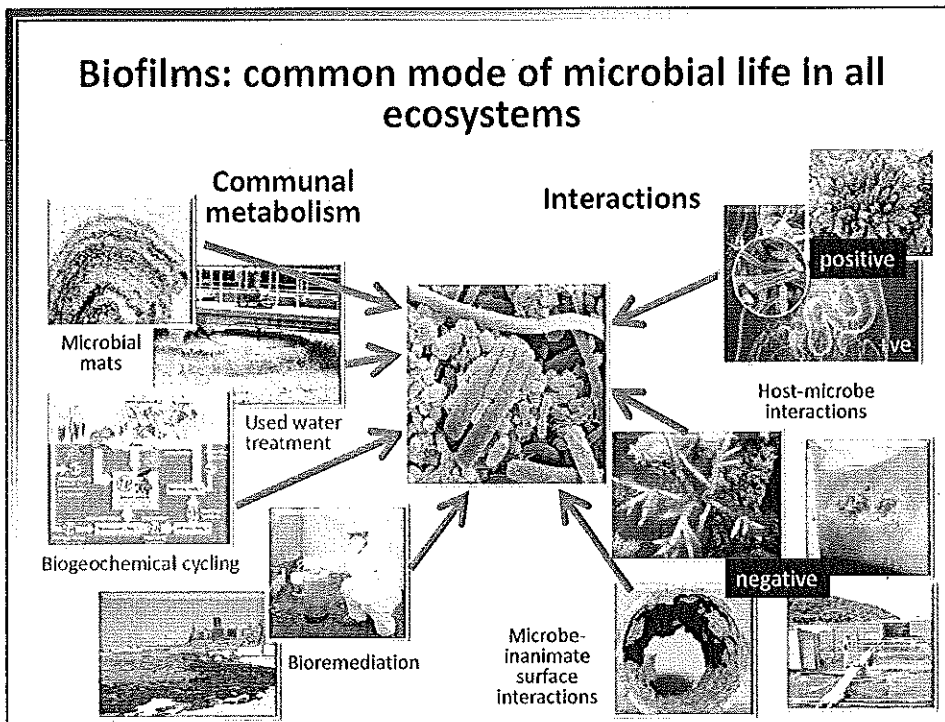 Biofilms: common mode of microbial life in all
ecosystems
Communal
metabolism
Interactions
positive
Microbial
mats
Used water
treatment
Host-microbe
interactions
Biogeochemical cycling
negative
Bioremediation
Microbe-
inanimate
surface
interactions